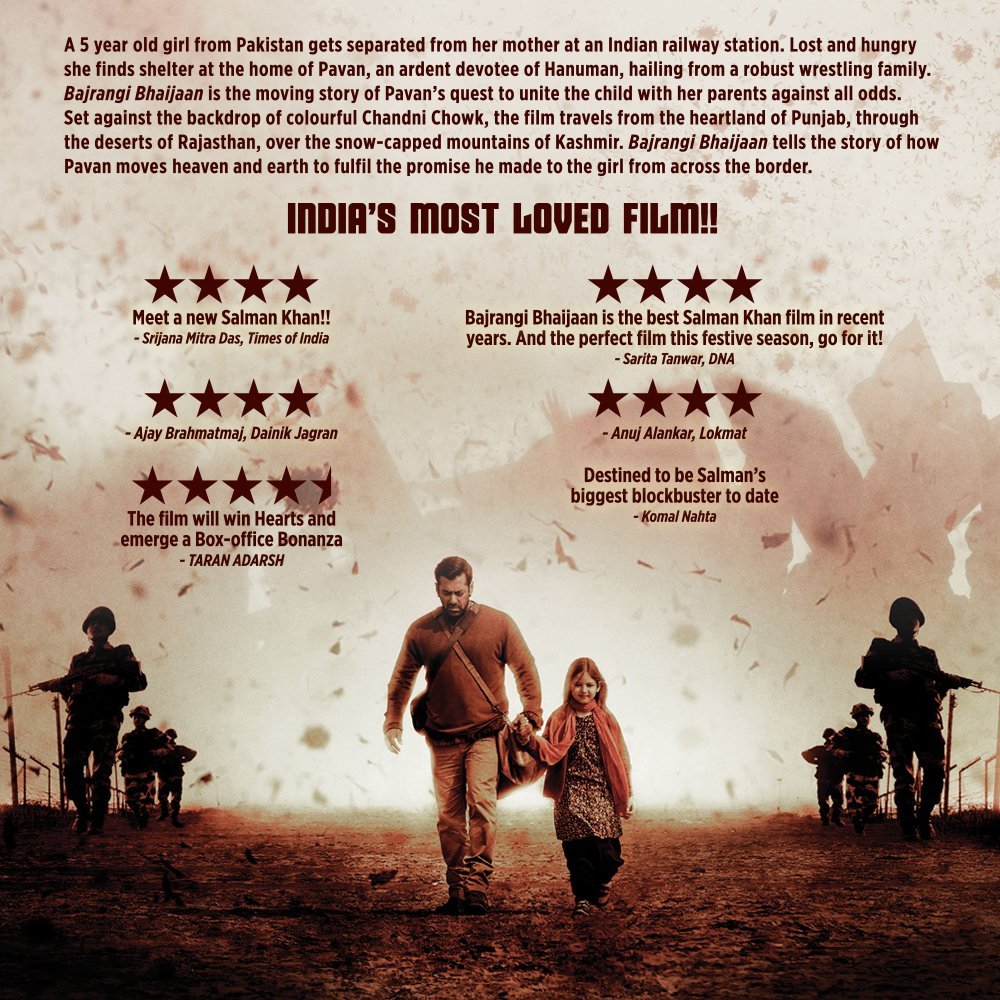 A 5 year old girl from Pakistan gets separated from her mother at an Indian railway station. Lost and hungry
she finds shelter at the home of Pavan, an ardent devotee of Hanuman, hailing from a robust wrestling family.
Bajrangi Bhaijaan is the moving story of Pavan's quest to unite the child with her parents against all odds.
Set against the backdrop of colourful Chandni Chowk, the film travels from the heartland of Punjab, through
the deserts of Rajasthan, over the snow-capped mountains of Kashmir. Bajrangi Bhaijaan tells the story of how
Pavan moves heaven and earth to fulfil the promise he made to the girl from across the border.
INDIA'S MOST LOVED FILM!!
Meet a new Salman Khan!!
- Srijana Mitra Das, Times of India
Bajrangi Bhaijaan is the best Salman Khan film in recent
years. And the perfect film this festive season, go for it!
- Sarita Tanwar, DNA
- Ajay Brahmatmaj, Dainik Jagran
- Anuj Alankar, Lokmat
The film will win Hearts and
emerge a Box-office Bonanza
- TARAN ADARSH
Destined to be Salman's
biggest blockbuster to date
- Komal Nahta